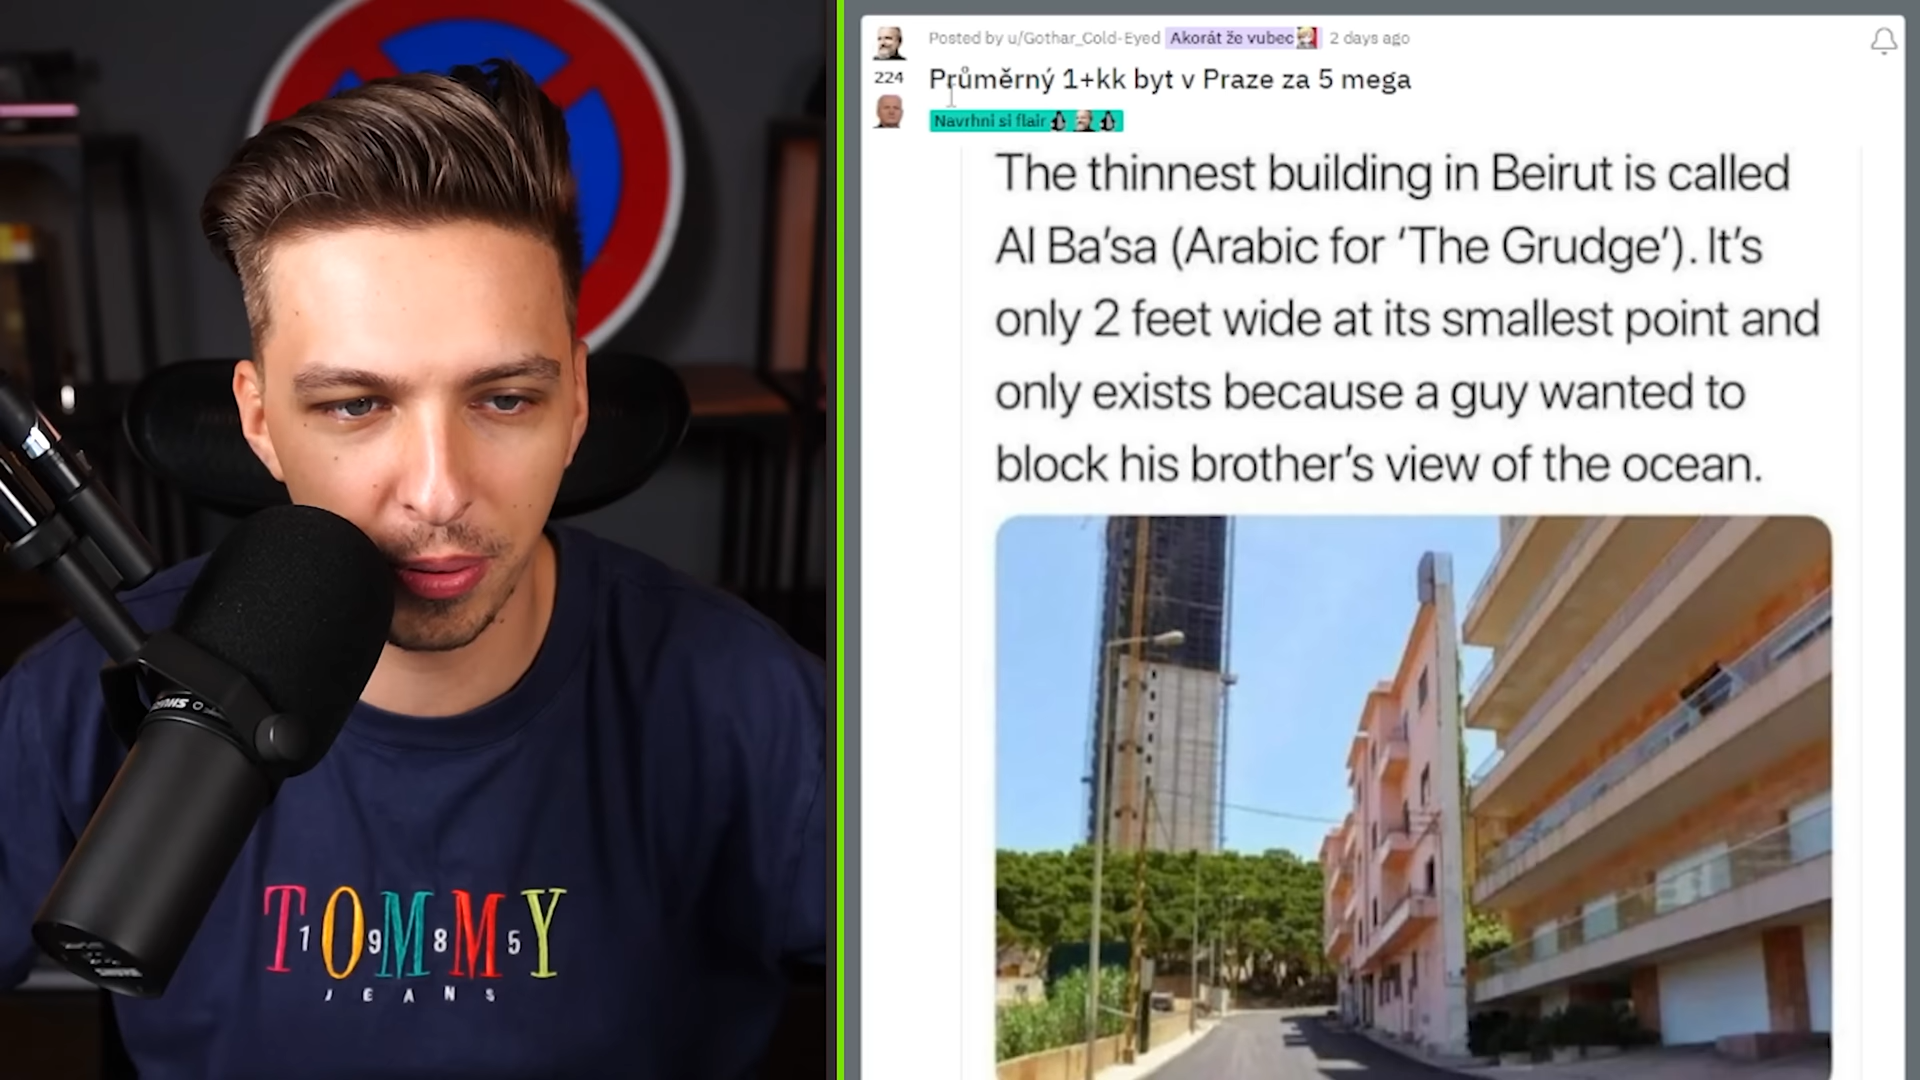 Posted by u/Gothar_Cold-Eyed Akorát že vubec 2 days ago
224
Průměrný 1+kk byt v Praze za 5 mega
Navrhni si flair
The thinnest building in Beirut is called
Al Ba’sa (Arabic for ‘The Grudge’). It’s
only 2 feet wide at its smallest point and
only exists because a guy wanted to
block his brother’s view of the ocean.
SHURE
TOMMY
1985
JEANS